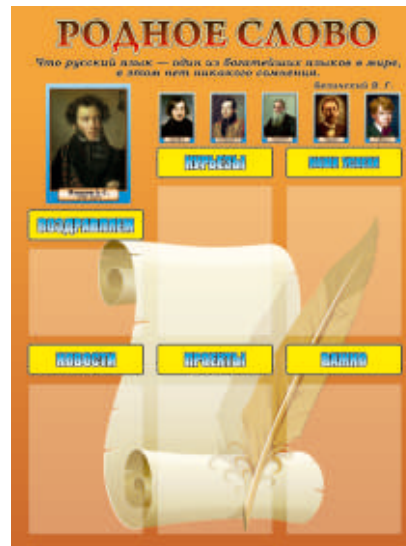 РОДНОЕ СЛОВО
Что русский язык — один из богатейших языков в мире,
в этом нет никакого сомнения.
Белинский В. Г.
КУРЬЕЗЫ
ПОЗДРАВЛЯЕМ
НОВОСТИ
ПРОЕКТЫ
ВАЖНО